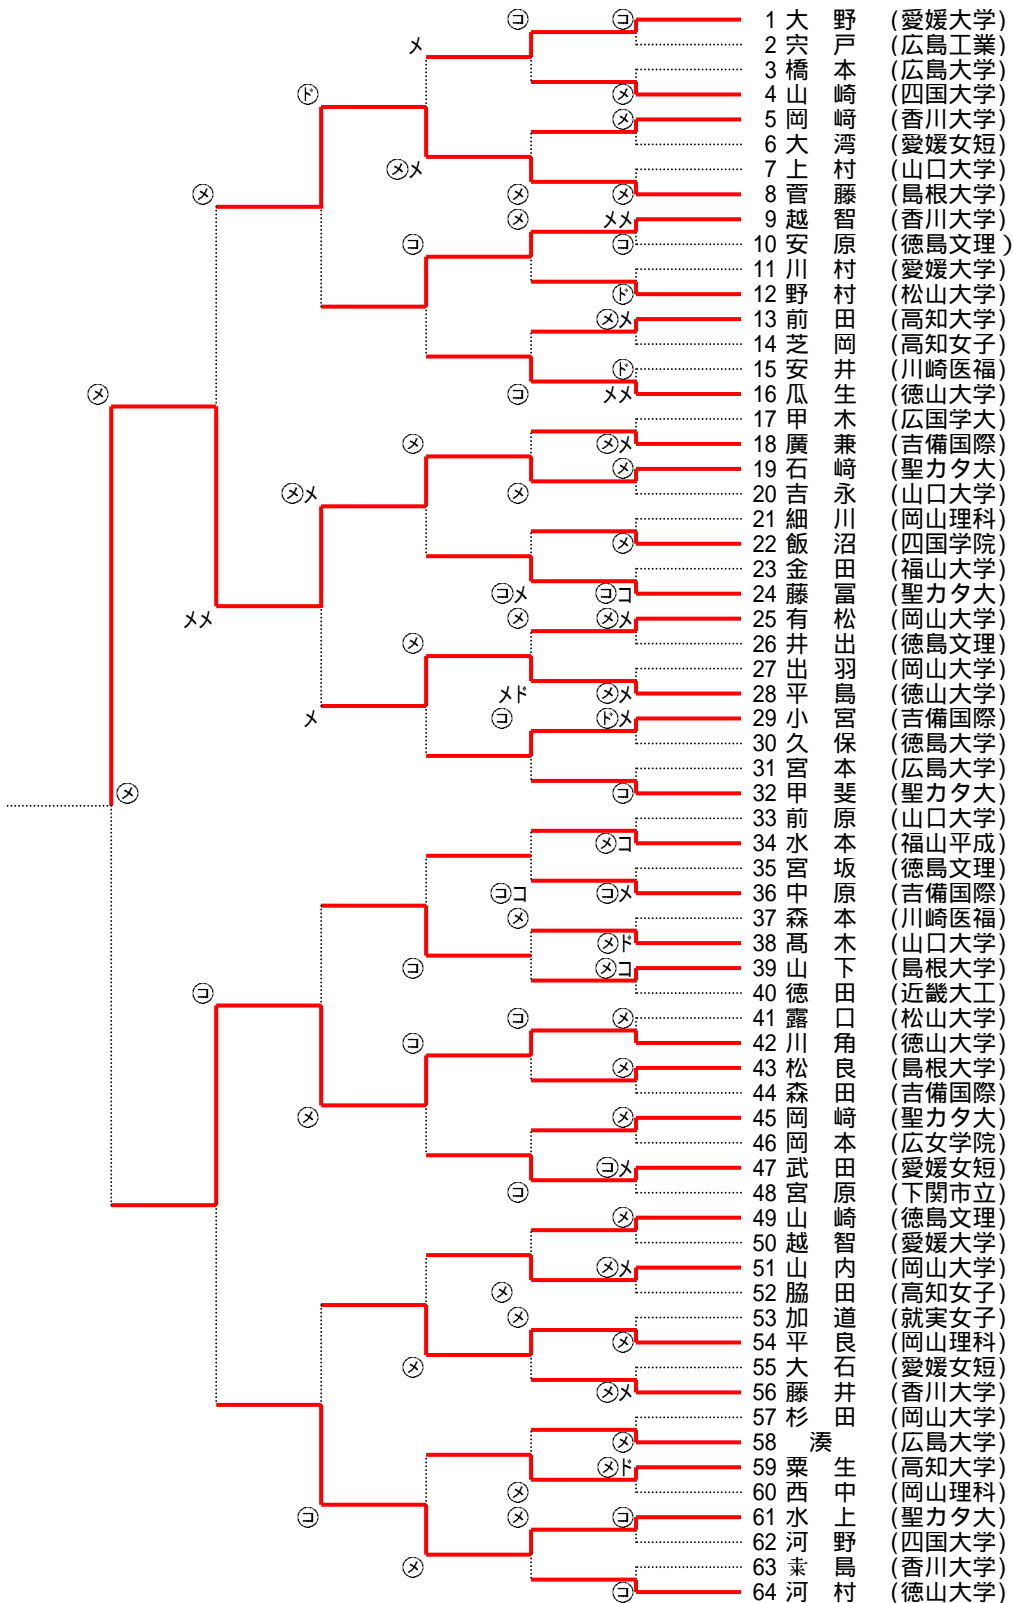 1 大 野 (愛媛大学)
2 宍 戸 (広島工業)
3 橋 本 (広島大学)
4 山 崎 (四国大学)
5 岡 﨑 (香川大学)
6 大 湾 (愛媛女短)
7 上 村 (山口大学)
8 菅 藤 (島根大学)
9 越 智 (香川大学)
10 安 原 (徳島文理)
11 川 村 (愛媛大学)
12 野 村 (松山大学)
13 前 田 (高知大学)
14 芝 岡 (高知女子)
15 安 井 (川崎医福)
16 瓜 生 (徳山大学)
17 甲 木 (広国学大)
18 廣 兼 (吉備国際)
19 石 﨑 (聖カタ大)
20 吉 永 (山口大学)
21 細 川 (岡山理科)
22 飯 沼 (四国学院)
23 金 田 (福山大学)
24 藤 冨 (聖カタ大)
25 有 松 (岡山大学)
26 井 出 (徳島文理)
27 出 羽 (岡山大学)
28 平 島 (徳山大学)
29 小 宮 (吉備国際)
30 久 保 (徳島大学)
31 宮 本 (広島大学)
32 甲 斐 (聖カタ大)
33 前 原 (山口大学)
34 水 本 (福山平成)
35 宮 坂 (徳島文理)
36 中 原 (吉備国際)
37 森 本 (川崎医福)
38 髙 木 (山口大学)
39 山 下 (島根大学)
40 徳 田 (近畿大工)
41 露 口 (松山大学)
42 川 角 (徳山大学)
43 松 良 (島根大学)
44 森 田 (吉備国際)
45 岡 﨑 (聖カタ大)
46 岡 本 (広女学院)
47 武 田 (愛媛女短)
48 宮 原 (下関市立)
49 山 崎 (徳島文理)
50 越 智 (愛媛大学)
51 山 内 (岡山大学)
52 脇 田 (高知女子)
53 加 道 (就実女子)
54 平 良 (岡山理科)
55 大 石 (愛媛女短)
56 藤 井 (香川大学)
57 杉 田 (岡山大学)
58 湊 (広島大学)
59 粟 生 (高知大学)
60 西 中 (岡山理科)
61 水 上 (聖カタ大)
62 河 野 (四国大学)
63 島 (香川大学)
64 河 村 (徳山大学)